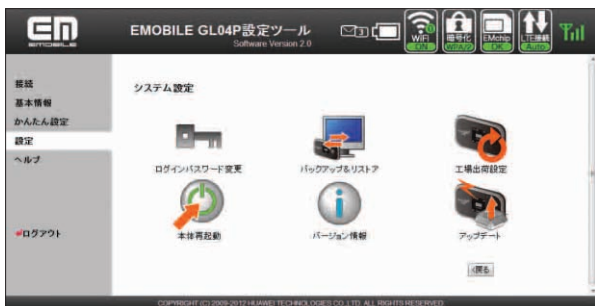 EM
EMOBILE
EMOBILE GL04P設定ツール
Software Version 2.0
3
WiFi
ON
暗号化
WPA/2
EMchip
OK
LTE接続
Auto
接続
基本情報
かんたん設定
設定
ヘルプ
ログアウト
システム設定
ログインパスワード変更
バックアップ&リストア
工場出荷設定
本体再起動
バージョン情報
アップデート
<戻る
COPYRIGHT (C) 2009-2012 HUAWEI TECHNOLOGIES CO.,LTD. ALL RIGHTS RESERVED